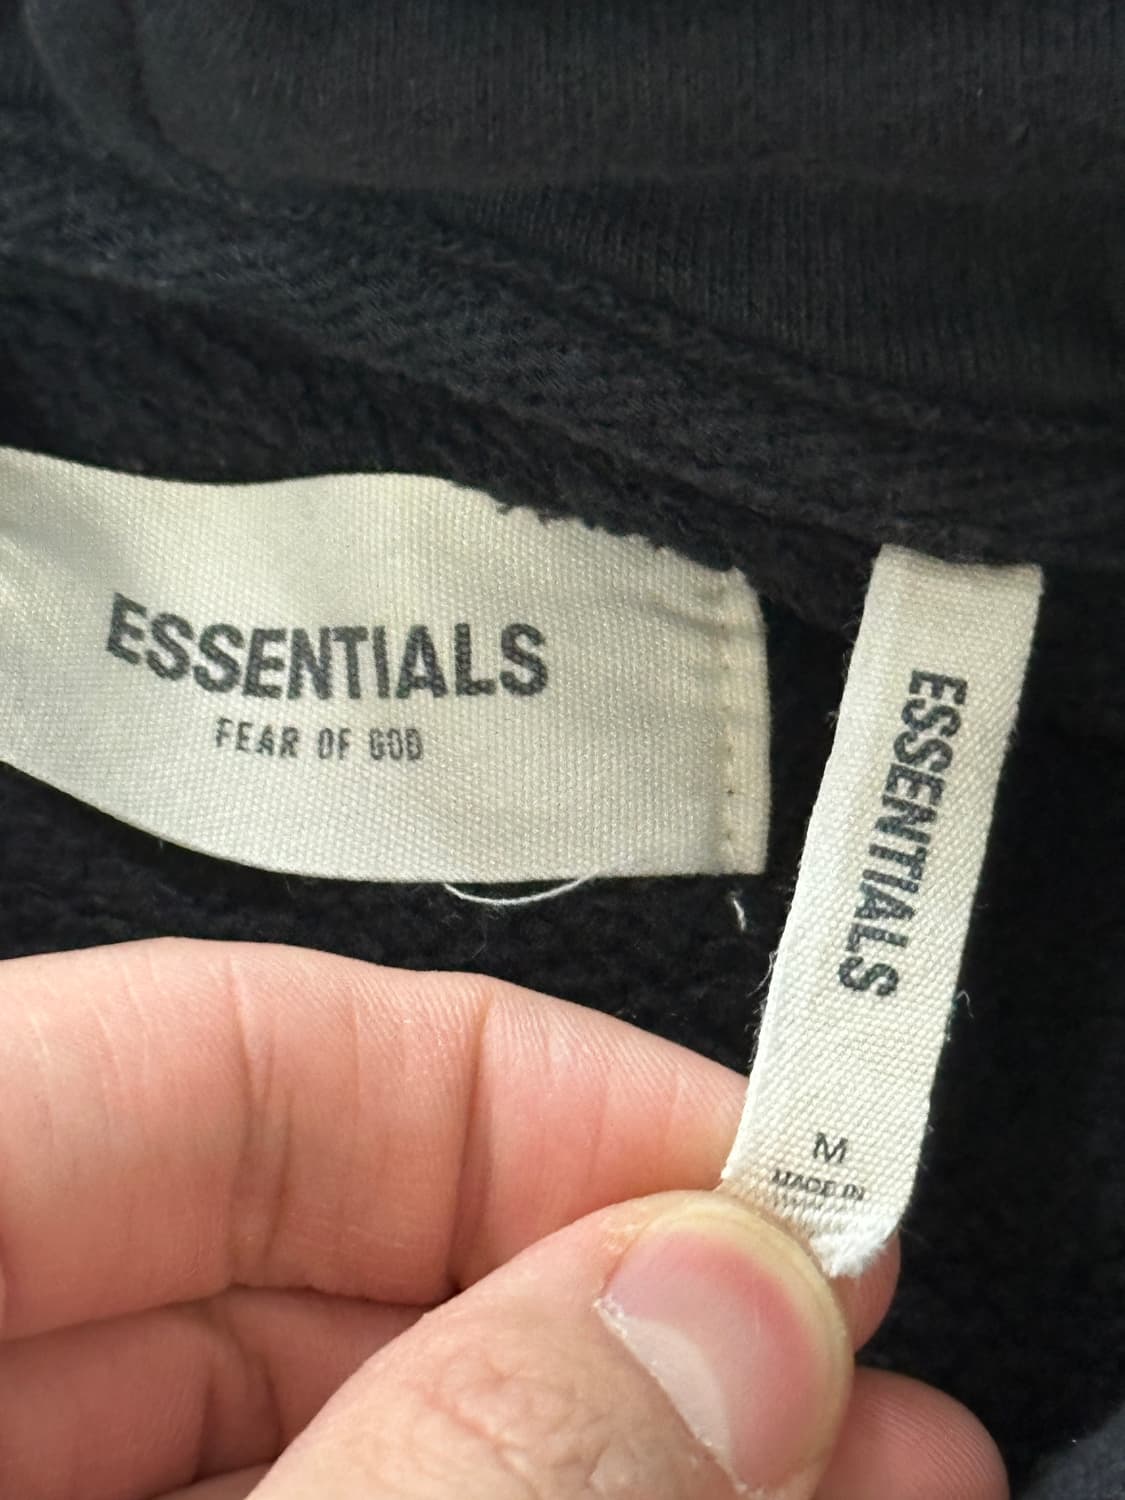 ESSENTIALS
FEAR OF GOD
ESSENTIALS
M
MADE IN